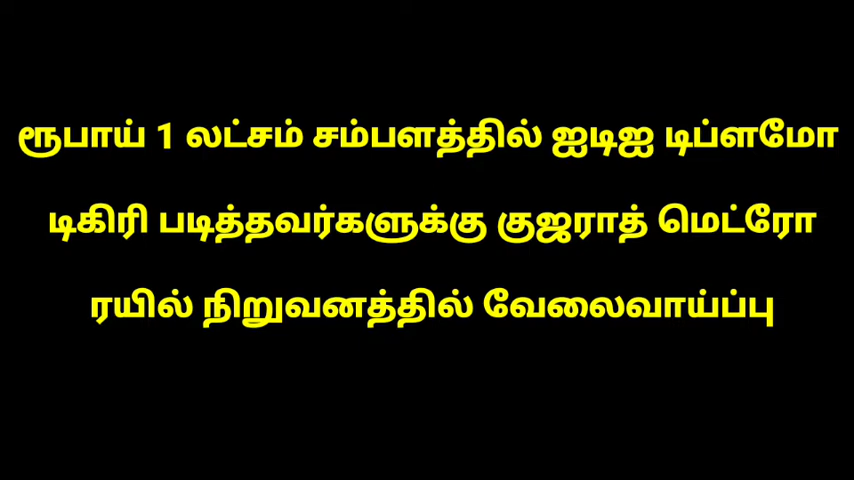 ரூபாய் 1 லட்சம் சம்பளத்தில் ஐடிஐ டிப்ளமோ
டிகிரி படித்தவர்களுக்கு குஜராத் மெட்ரோ
ரயில் நிறுவனத்தில் வேலைவாய்ப்பு